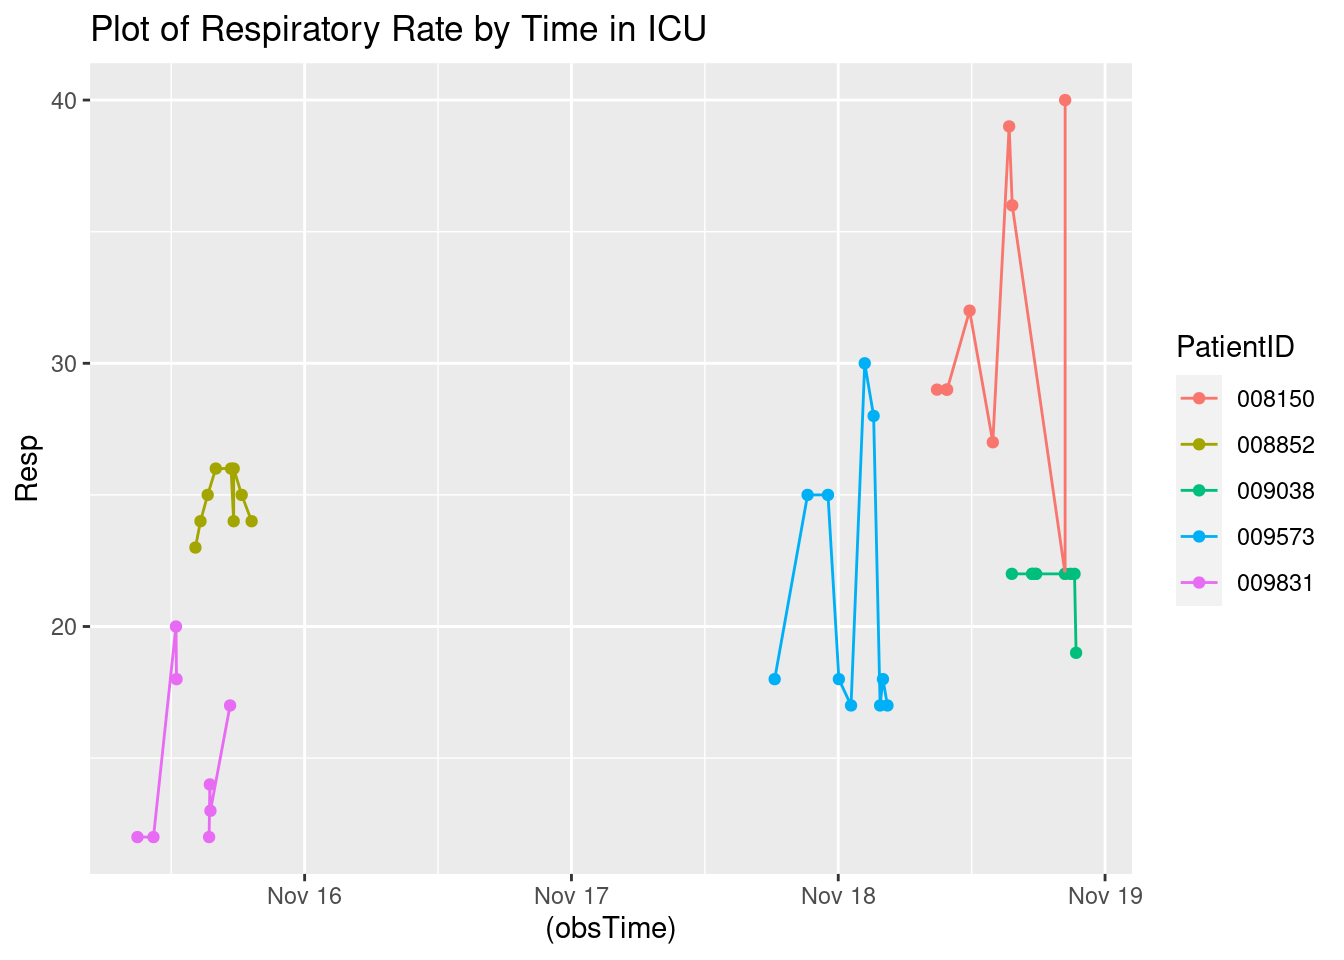 Plot of Respiratory Rate by Time in ICU
40
30
20
Resp
Nov 16
Nov 17
Nov 18
Nov 19
(obsTime)
PatientID
008150
008852
009038
009573
009831